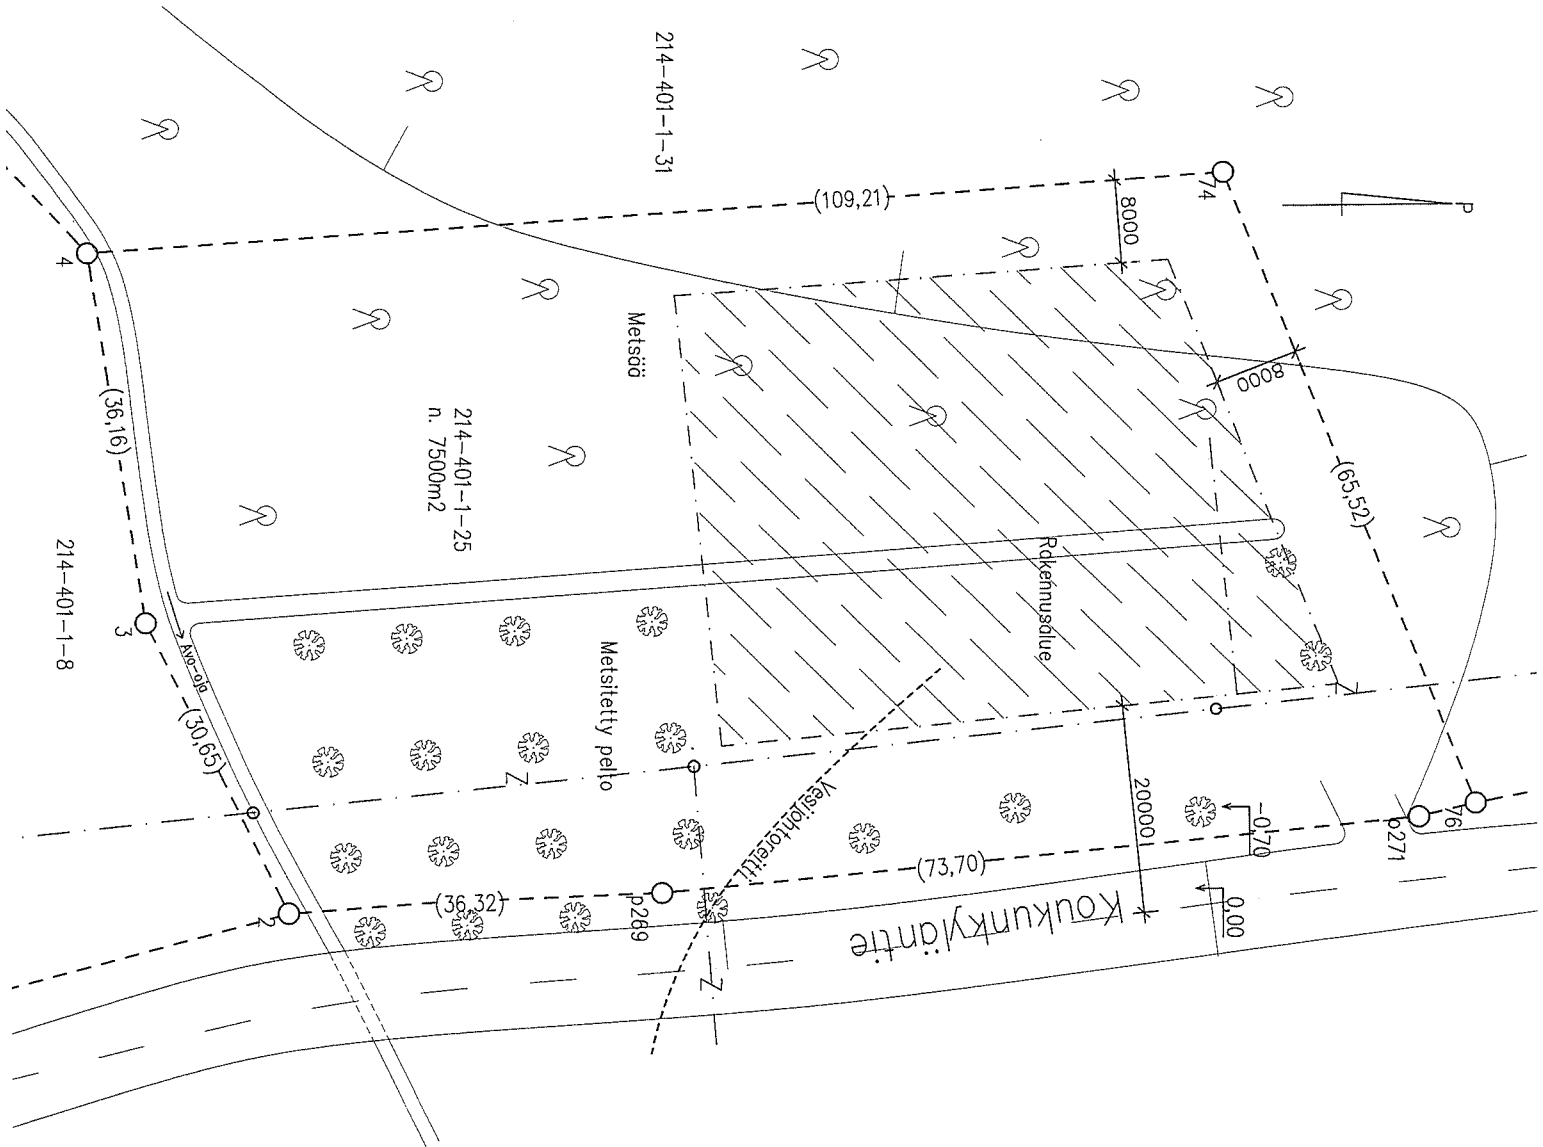 214-401-1-31
P
74
8000
(109,21)
8000
4
Metsää
(65,52)
(36,16)
214-401-1-25
n. 7500m2
Rakennusalue
214-401-1-8
3
Avo-oja
Metsitetty pelto
(30,65)
Z
Z
Vesijohtoreitti
20000
-0,70
76
p271
(73,70)
(36,32)
p269
2
0,00
Koukunkyläntie
Z